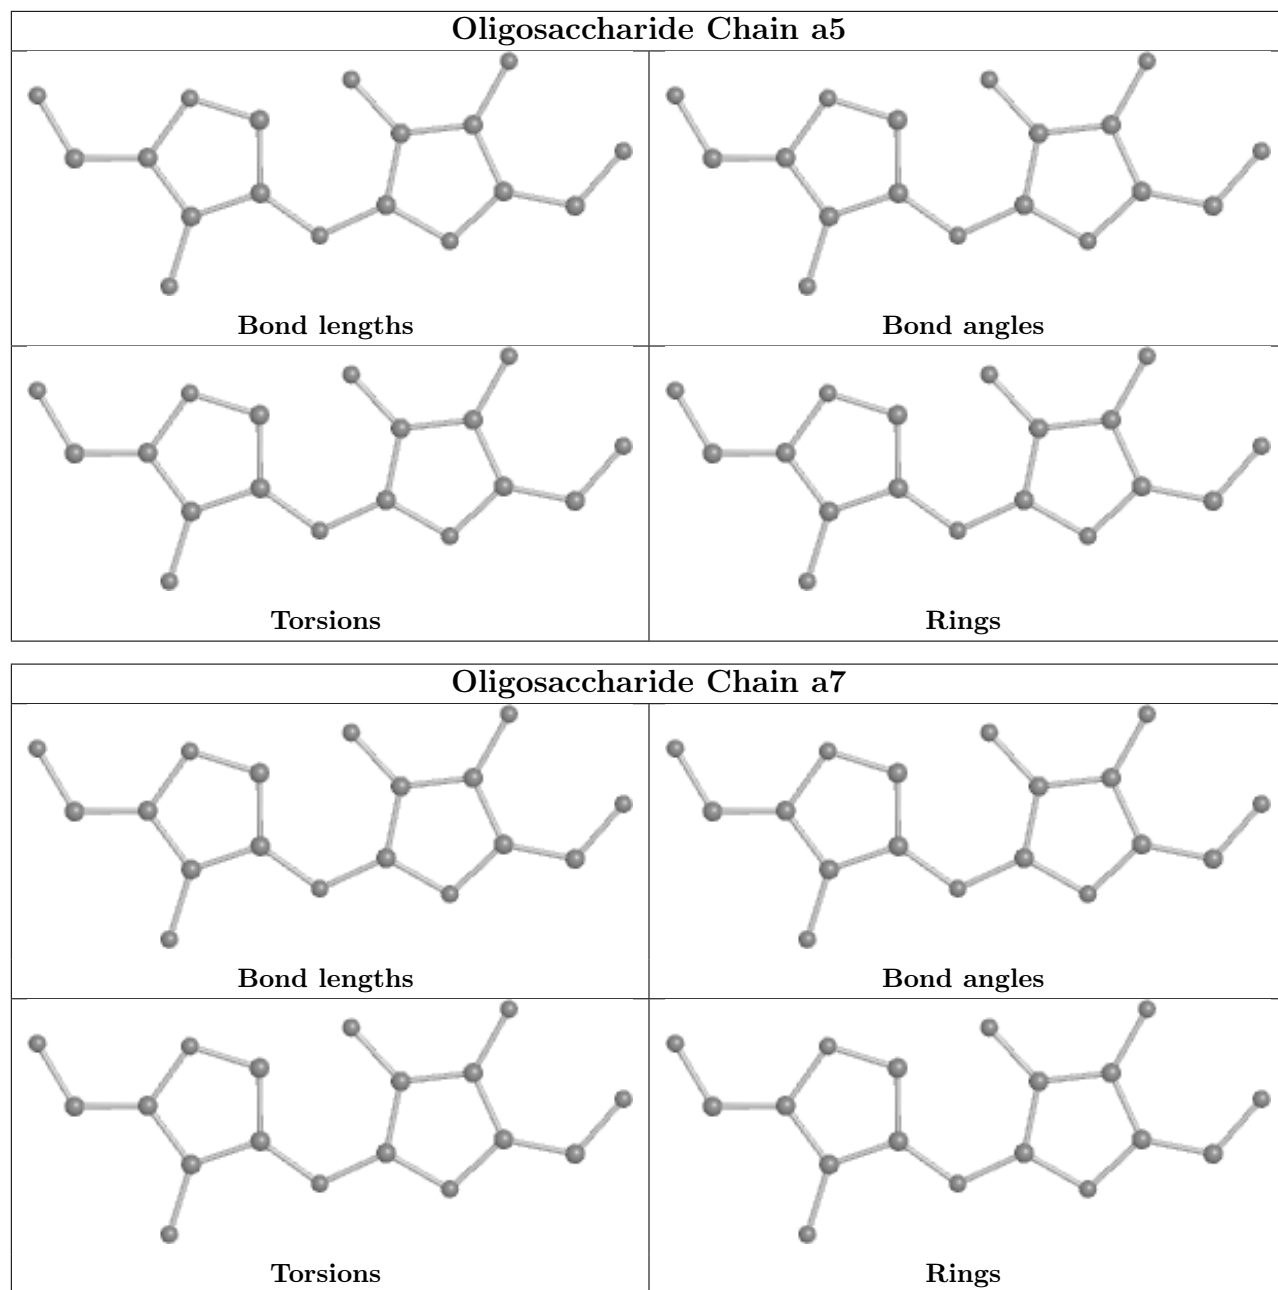 Oligosaccharide Chain a5
Bond lengths
Bond angles
Torsions
Rings
Oligosaccharide Chain a7
Bond lengths
Bond angles
Torsions
Rings